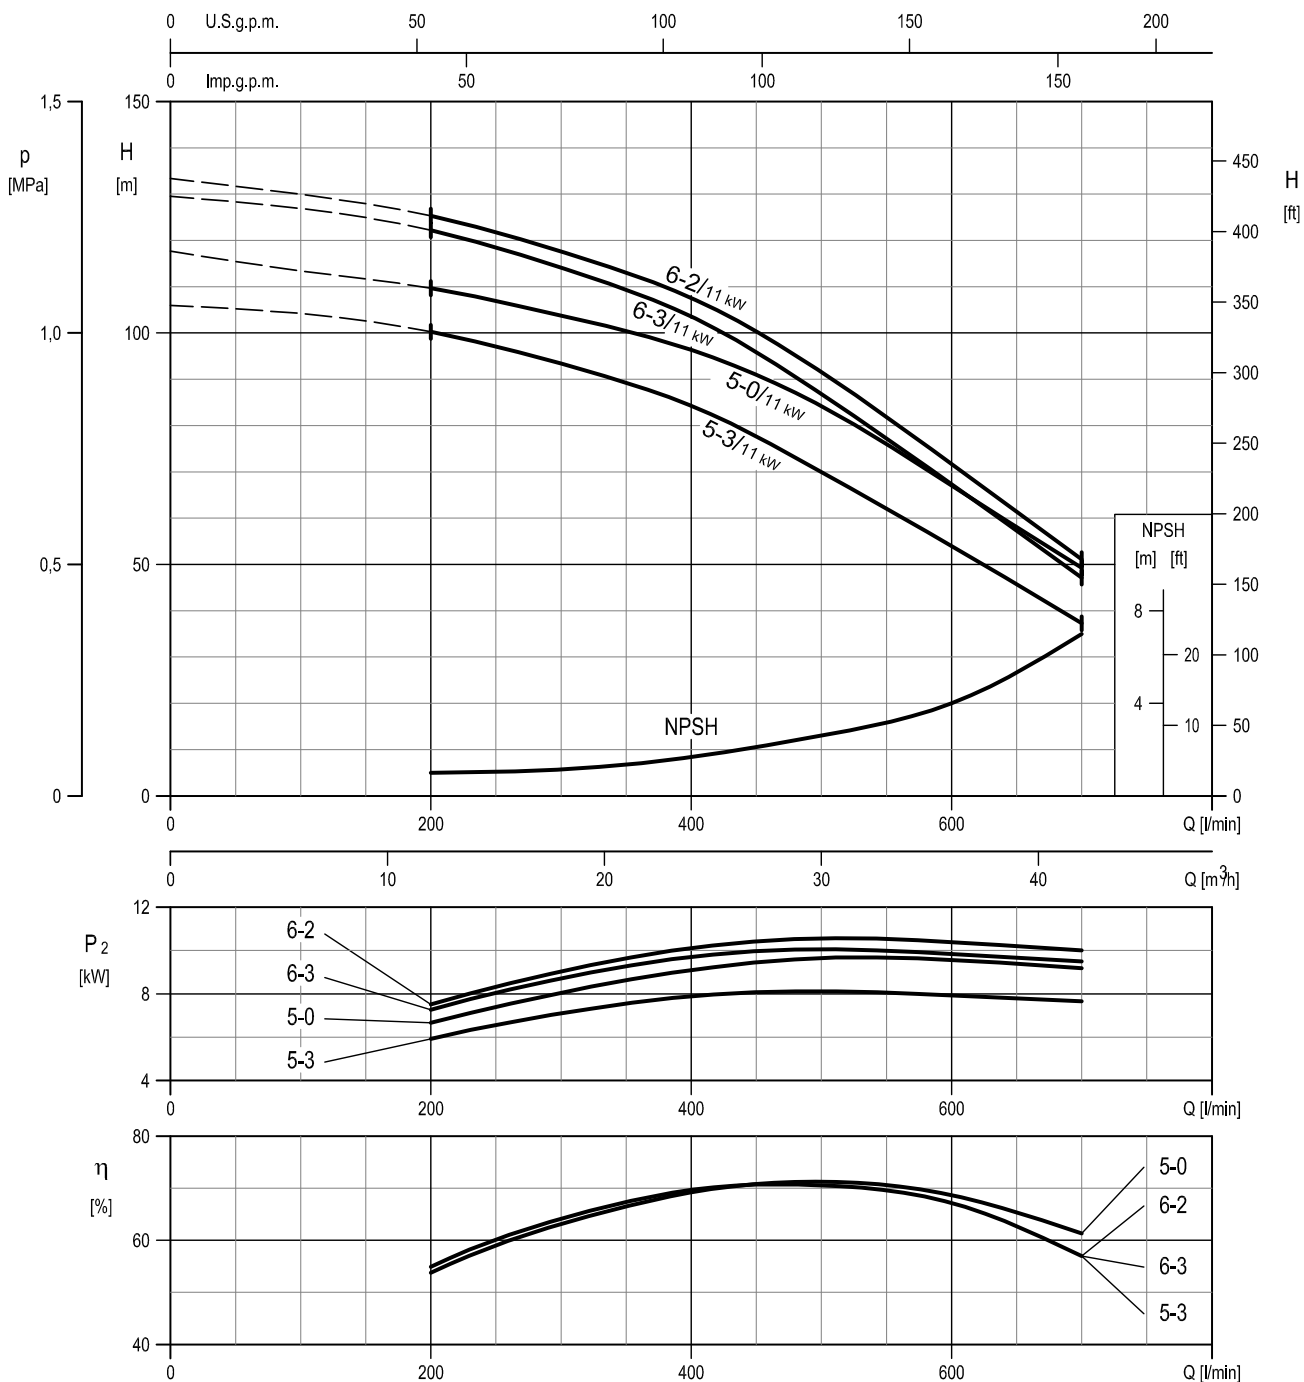 0 U.S.g.p.m. 50 100 150 200
0 Imp.g.p.m. 50 100 150
p
[MPa]
1,5
1,0
0,5
0
H
[m]
150
100
50
0
H
[ft]
450
400
350
300
250
200
150
100
50
0
6-2/11 kW
6-3/11 kW
5-0/11 kW
5-3/11 kW
NPSH
NPSH
[m] [ft]
8
20
4
10
0 200 400 600 Q [l/min]
0 10 20 30 40 Q [m³/h]
P2
[kW]
12
8
4
6-2
6-3
5-0
5-3
0 200 400 600 Q [l/min]
η
[%]
80
60
40
5-0
6-2
6-3
5-3
0 200 400 600 Q [l/min]